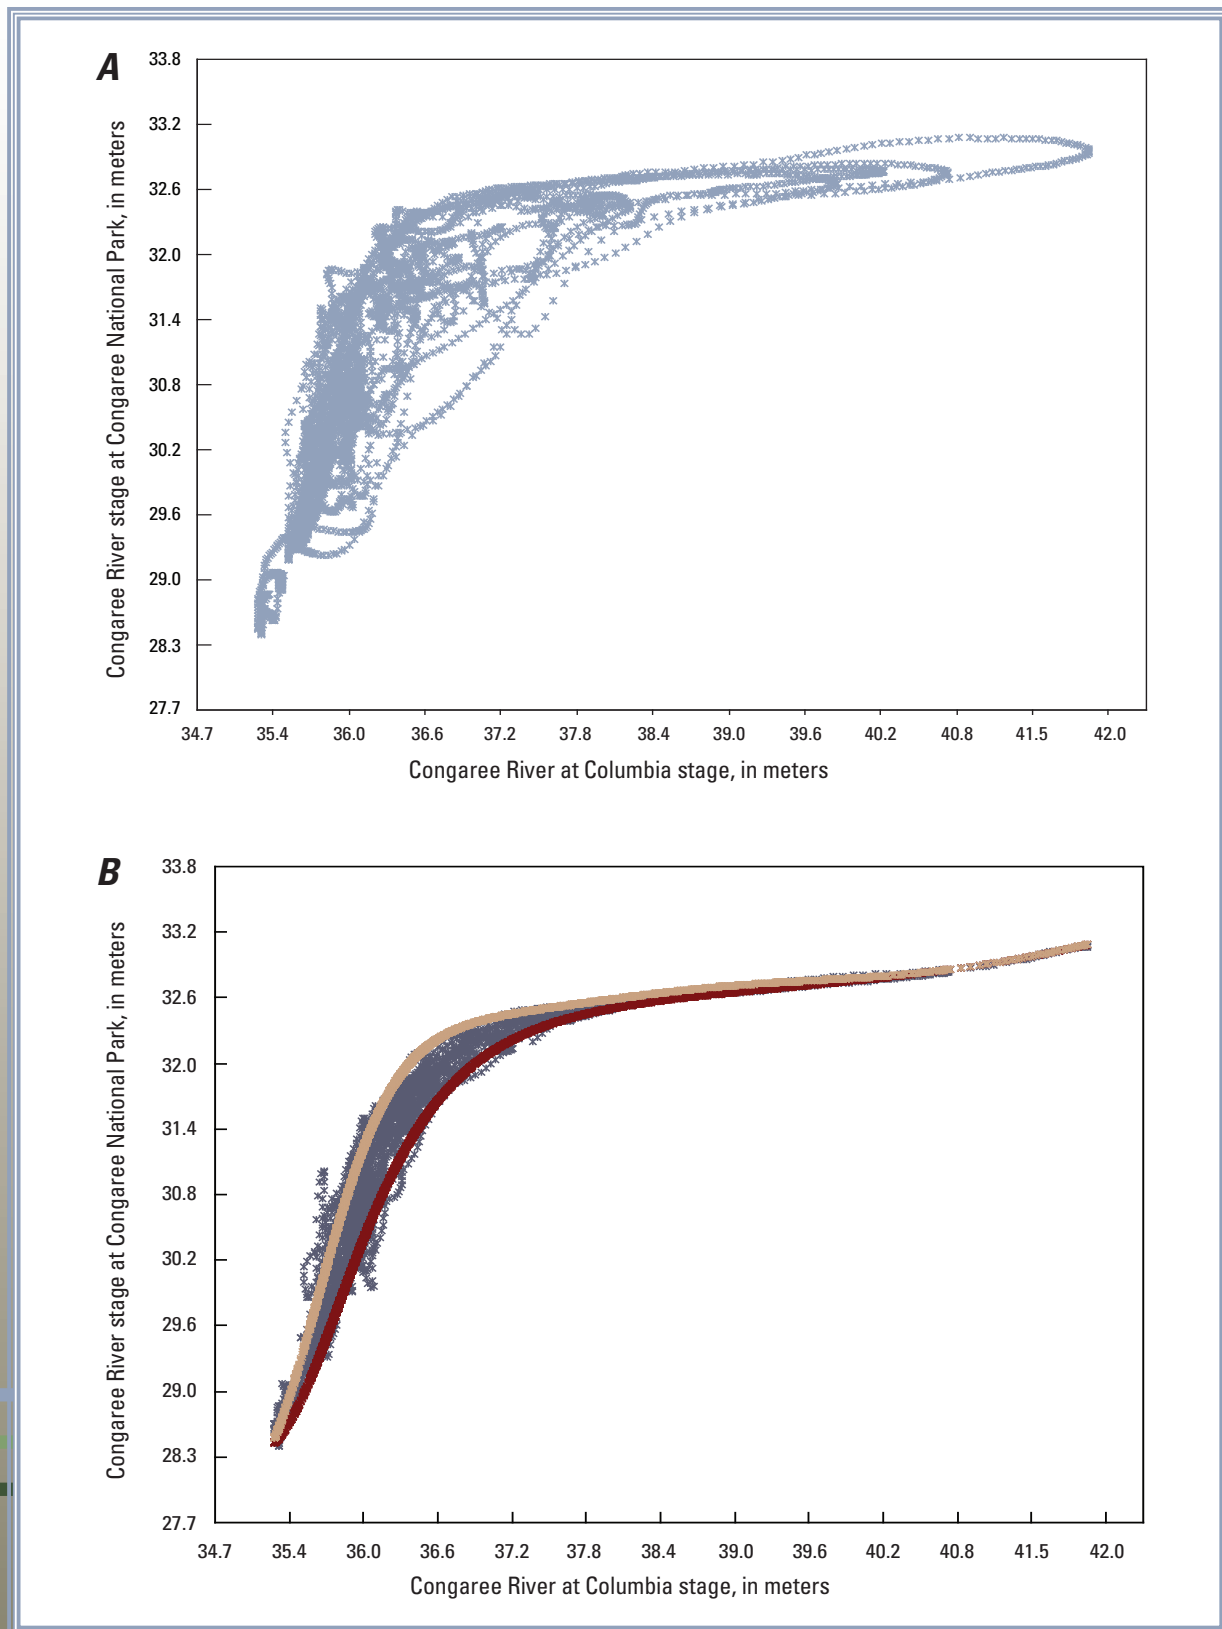 A
33.8
33.2
32.6
32.0
31.4
30.8
30.2
29.6
29.0
28.3
27.7
Congaree River stage at Congaree National Park, in meters
34.7 35.4 36.0 36.6 37.2 37.8 38.4 39.0 39.6 40.2 40.8 41.5 42.0
Congaree River at Columbia stage, in meters
B
33.8
33.2
32.6
32.0
31.4
30.8
30.2
29.6
29.0
28.3
27.7
Congaree River stage at Congaree National Park, in meters
34.7 35.4 36.0 36.6 37.2 37.8 38.4 39.0 39.6 40.2 40.8 41.5 42.0
Congaree River at Columbia stage, in meters